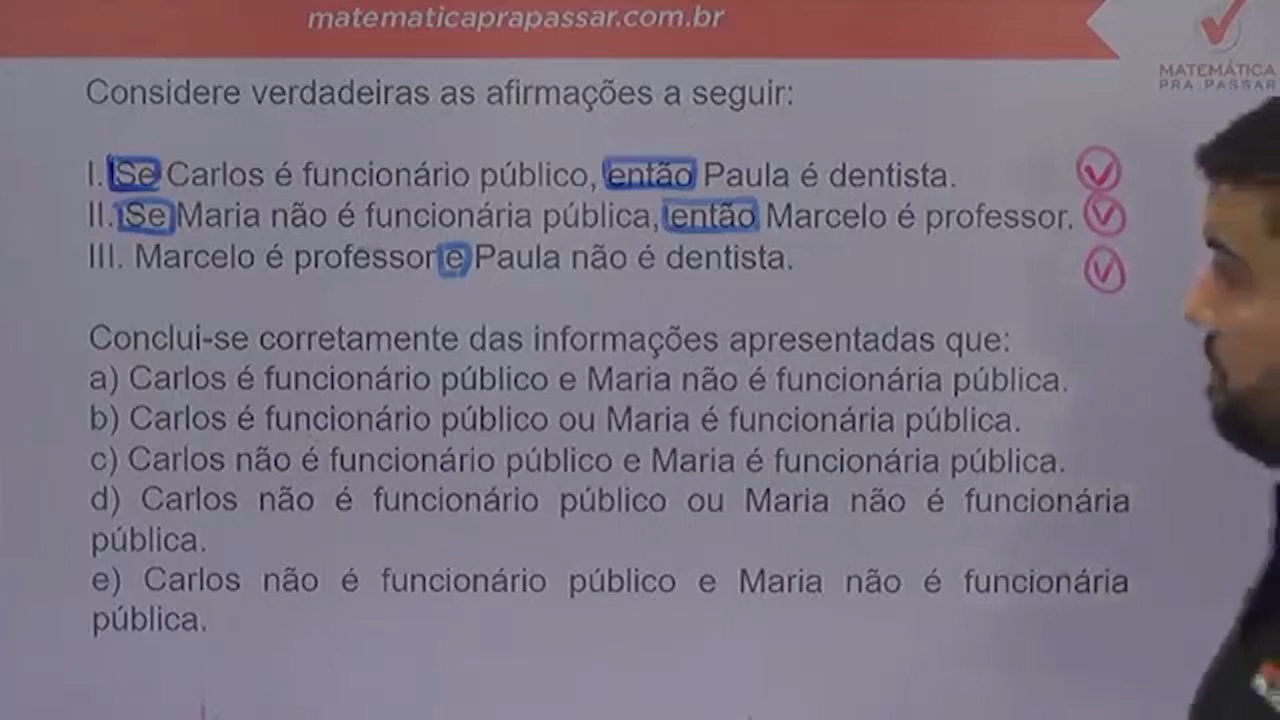 matematicaprapassar.com.br
MATEMÁTICA
PRA PASSAR
Considere verdadeiras as afirmações a seguir:
I. Se Carlos é funcionário público, então Paula é dentista.
II. Se Maria não é funcionária pública, então Marcelo é professor.
III. Marcelo é professor e Paula não é dentista.
Conclui-se corretamente das informações apresentadas que:
a) Carlos é funcionário público e Maria não é funcionária pública.
b) Carlos é funcionário público ou Maria é funcionária pública.
c) Carlos não é funcionário público e Maria é funcionária pública.
d) Carlos não é funcionário público ou Maria não é funcionária
pública.
e) Carlos não é funcionário público e Maria não é funcionária
pública.